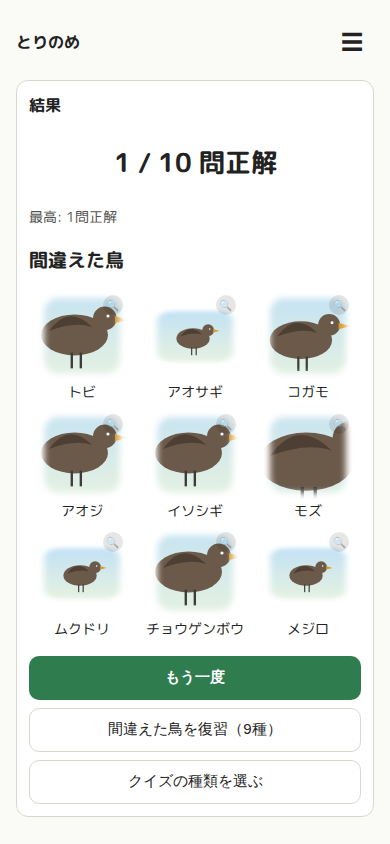 とりのめ
結果
1 / 10 問正解
最高: 1問正解
間違えた鳥
トビ
アオサギ
コガモ
アオジ
イソシギ
モズ
ムクドリ
チョウゲンボウ
メジロ
もう一度
間違えた鳥を復習（9種）
クイズの種類を選ぶ